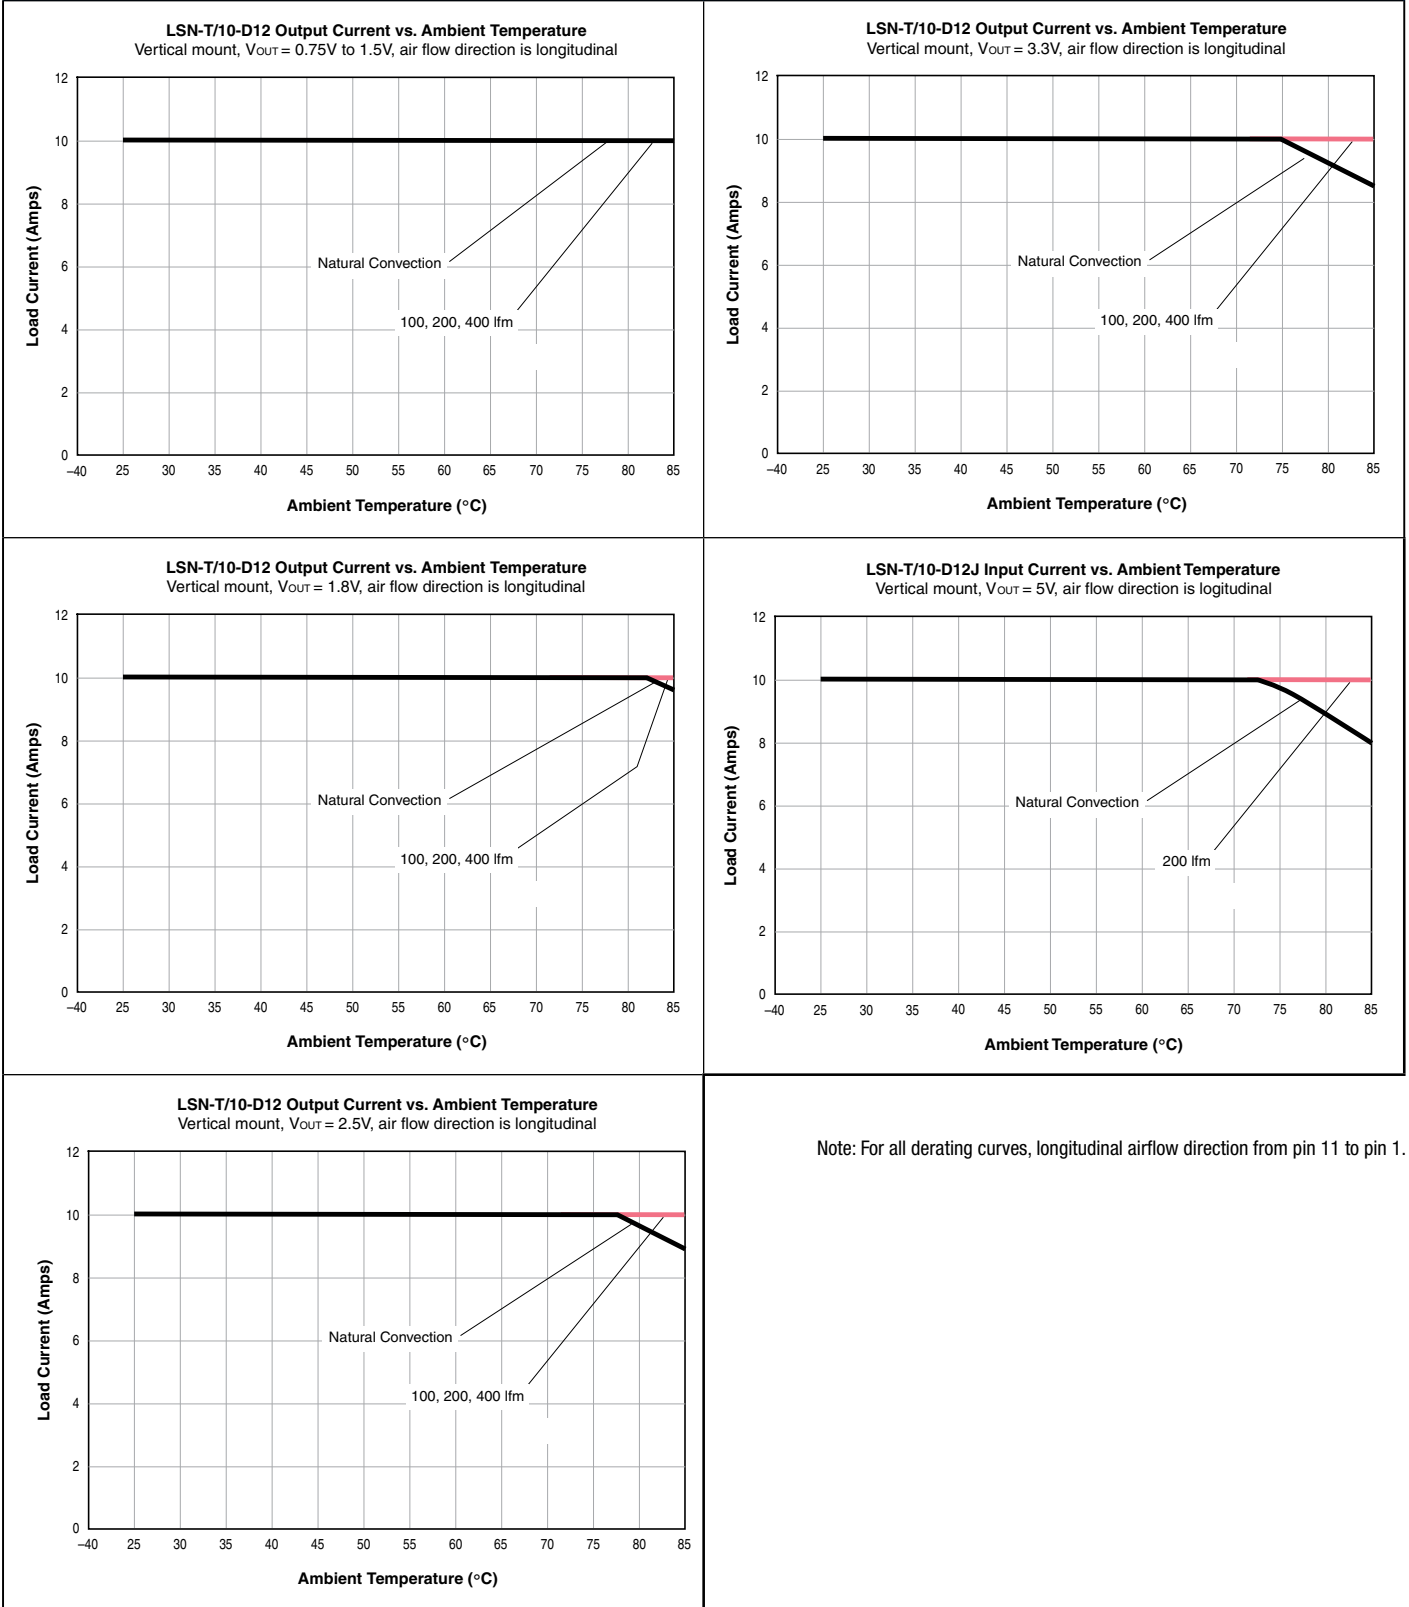 LSN-T/10-D12 Output Current vs. Ambient Temperature
Vertical mount, VOUT = 0.75V to 1.5V, air flow direction is longitudinal
12
10
8
6
4
2
0
Load Current (Amps)
Natural Convection
100, 200, 400 lfm
–40 25 30 35 40 45 50 55 60 65 70 75 80 85
Ambient Temperature (°C)
LSN-T/10-D12 Output Current vs. Ambient Temperature
Vertical mount, VOUT = 3.3V, air flow direction is longitudinal
12
10
8
6
4
2
0
Load Current (Amps)
Natural Convection
100, 200, 400 lfm
–40 25 30 35 40 45 50 55 60 65 70 75 80 85
Ambient Temperature (°C)
LSN-T/10-D12 Output Current vs. Ambient Temperature
Vertical mount, VOUT = 1.8V, air flow direction is longitudinal
12
10
8
6
4
2
0
Load Current (Amps)
Natural Convection
100, 200, 400 lfm
–40 25 30 35 40 45 50 55 60 65 70 75 80 85
Ambient Temperature (°C)
LSN-T/10-D12J Input Current vs. Ambient Temperature
Vertical mount, VOUT = 5V, air flow direction is logitudinal
12
10
8
6
4
2
0
Load Current (Amps)
Natural Convection
200 lfm
–40 25 30 35 40 45 50 55 60 65 70 75 80 85
Ambient Temperature (°C)
LSN-T/10-D12 Output Current vs. Ambient Temperature
Vertical mount, VOUT = 2.5V, air flow direction is longitudinal
12
10
8
6
4
2
0
Load Current (Amps)
Natural Convection
100, 200, 400 lfm
–40 25 30 35 40 45 50 55 60 65 70 75 80 85
Ambient Temperature (°C)
Note: For all derating curves, longitudinal airflow direction from pin 11 to pin 1.